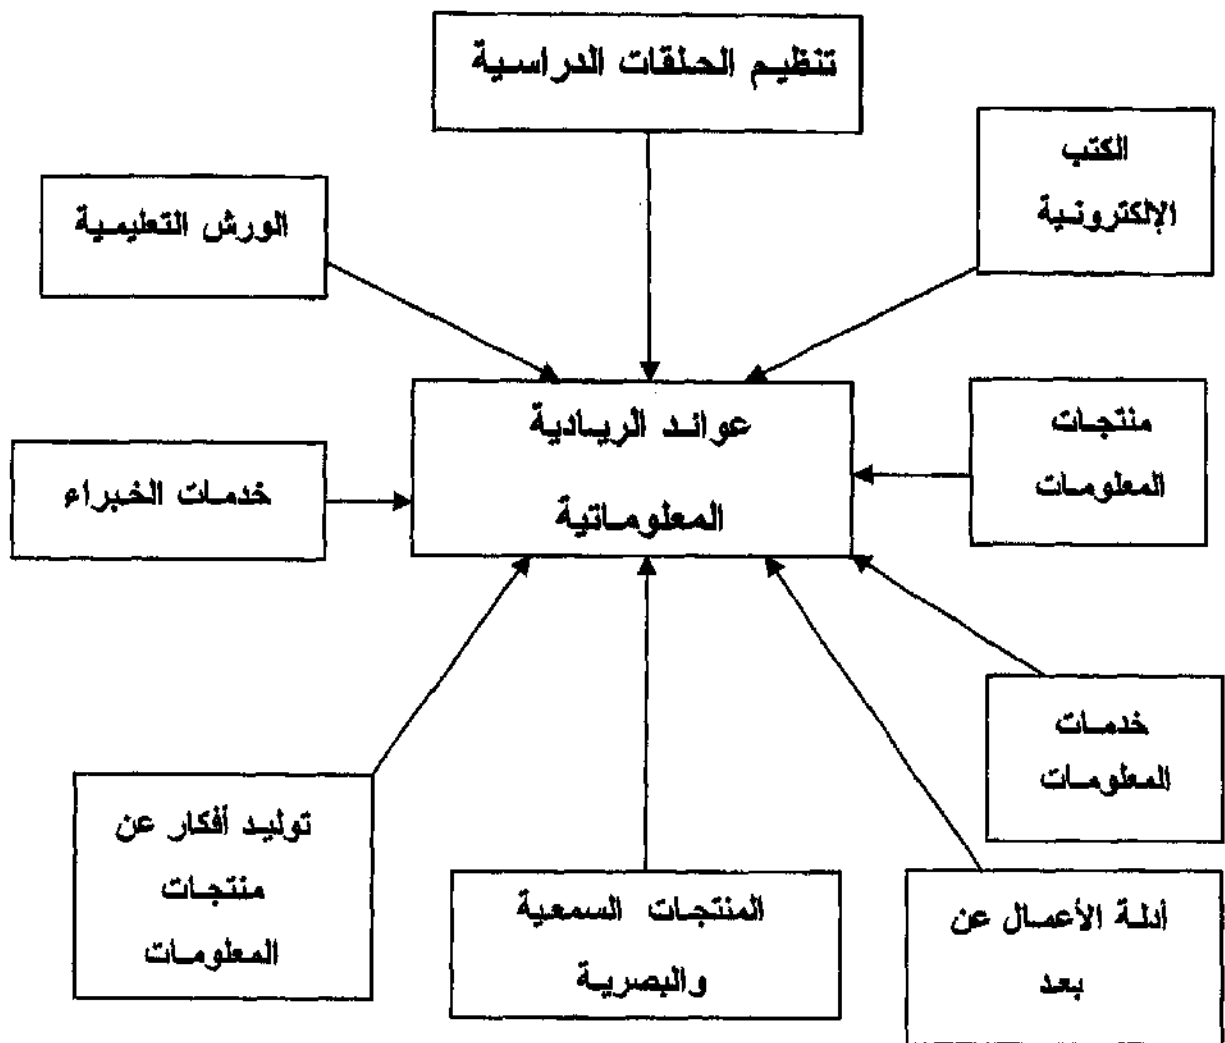 تنظيم الحلقات الدراسية
الكتب
الإلكترونية
الورش التعليمية
عوائد الريادية
المعلوماتية
منتجات
المعلومات
خدمات الخبراء
خدمات
المعلومات
توليد أفكار عن
منتجات
المعلومات
المنتجات السمعية
والبصرية
أدلة الأعمال عن
بعد